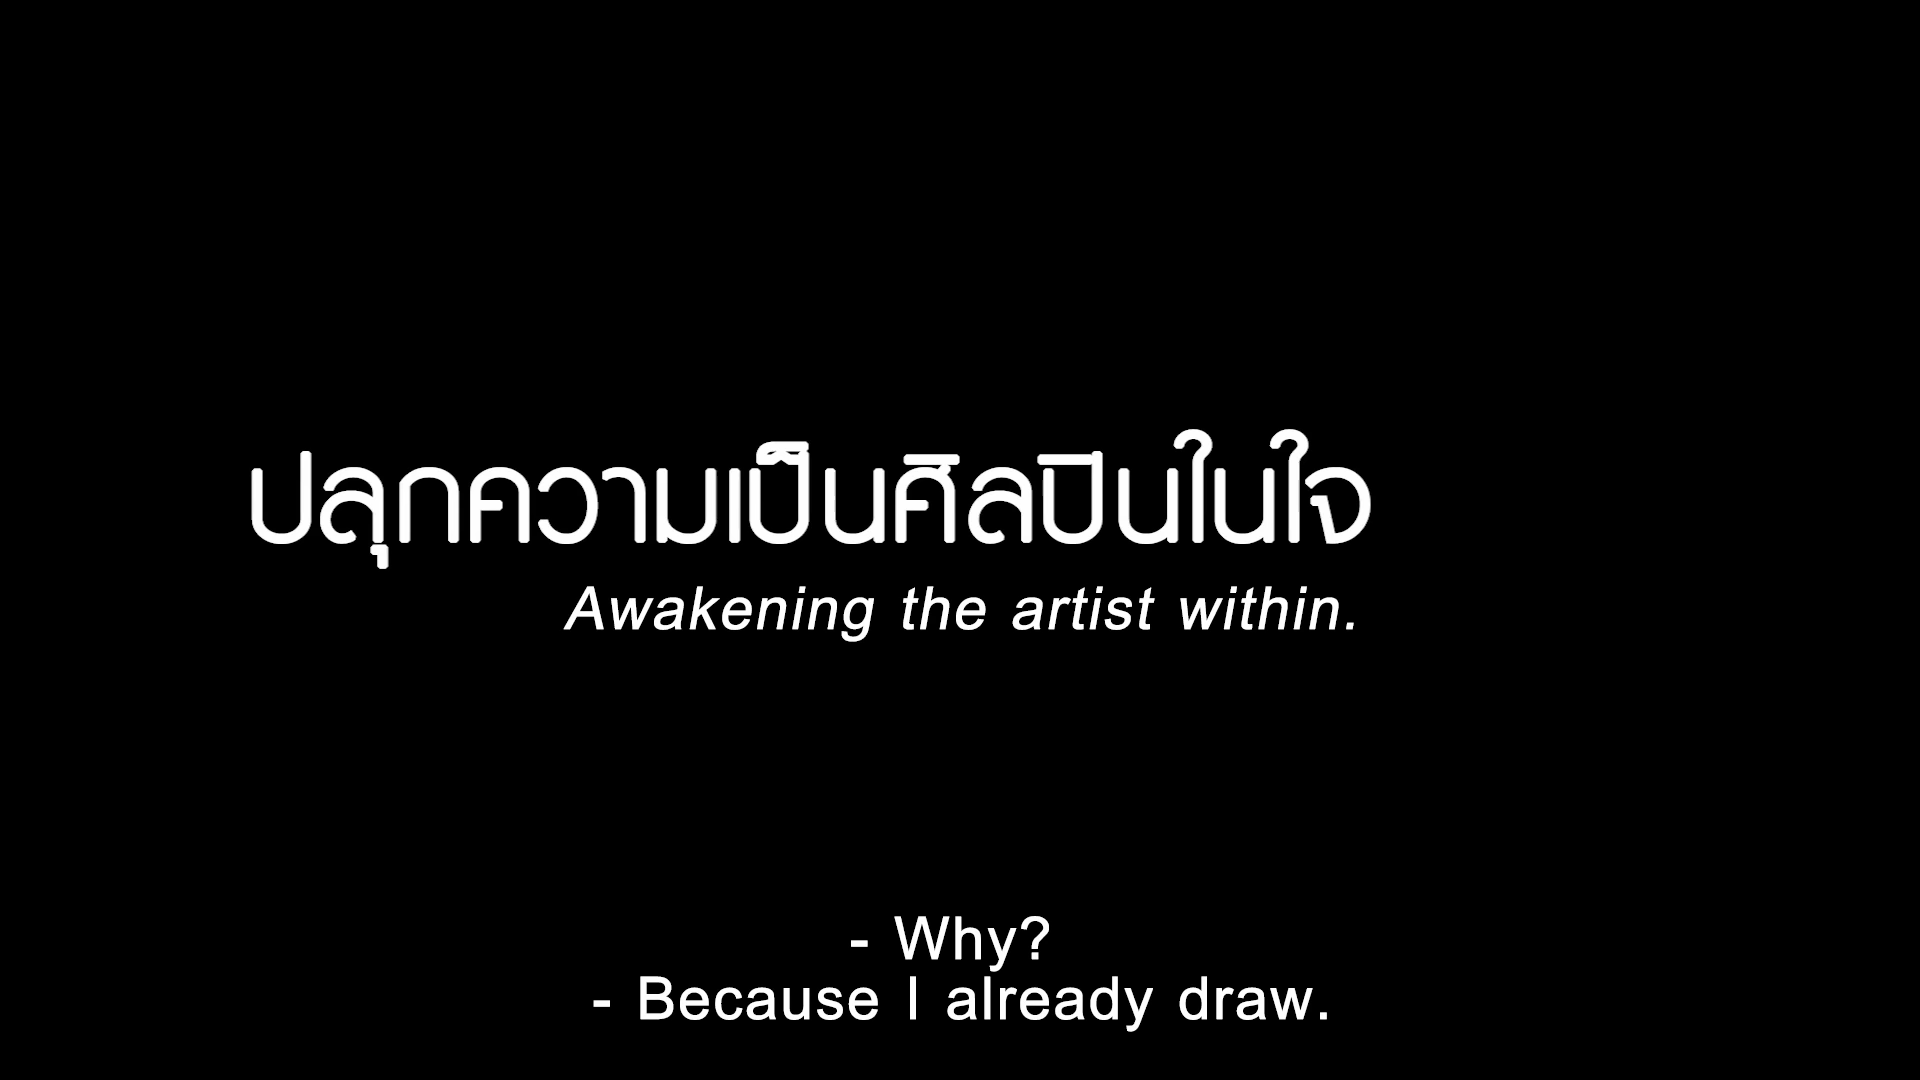 ปลุกความเป็นศิลปินในใจ
Awakening the artist within.
- Why?
- Because I already draw.